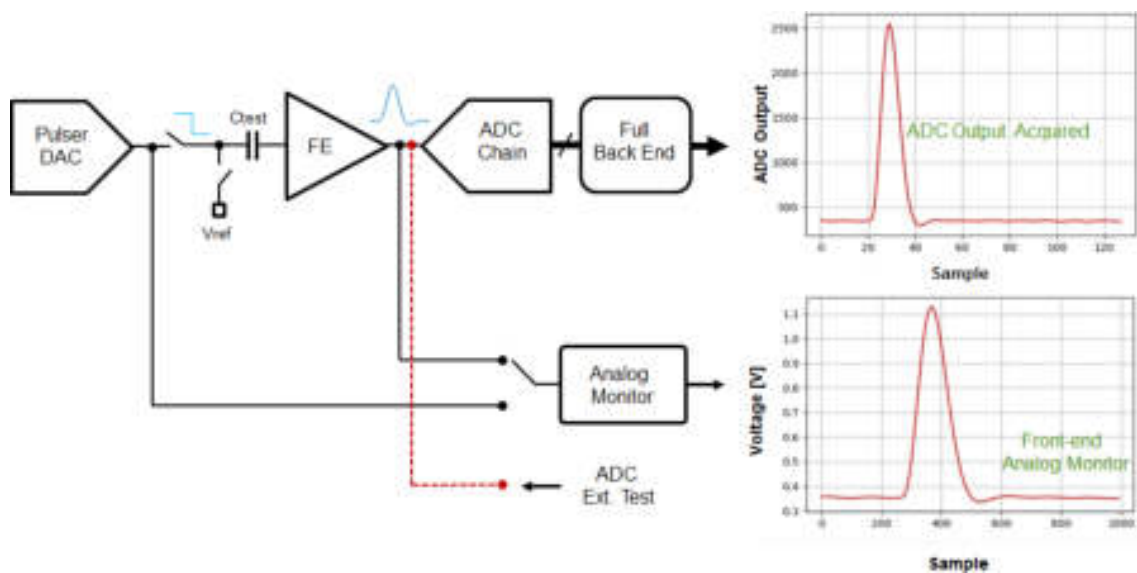 Pulser
DAC
Ctest
Vref
FE
ADC
Chain
Full
Back End
Analog
Monitor
ADC
Ext. Test
ADC Output
2500
2000
1500
1000
500
ADC Output Acquired
0 20 40 60 80 100 120
Sample
Voltage [V]
1.1
1.0
0.9
0.8
0.7
0.6
0.5
0.4
0.3
Front-end
Analog Monitor
0 200 400 600 800 1000
Sample